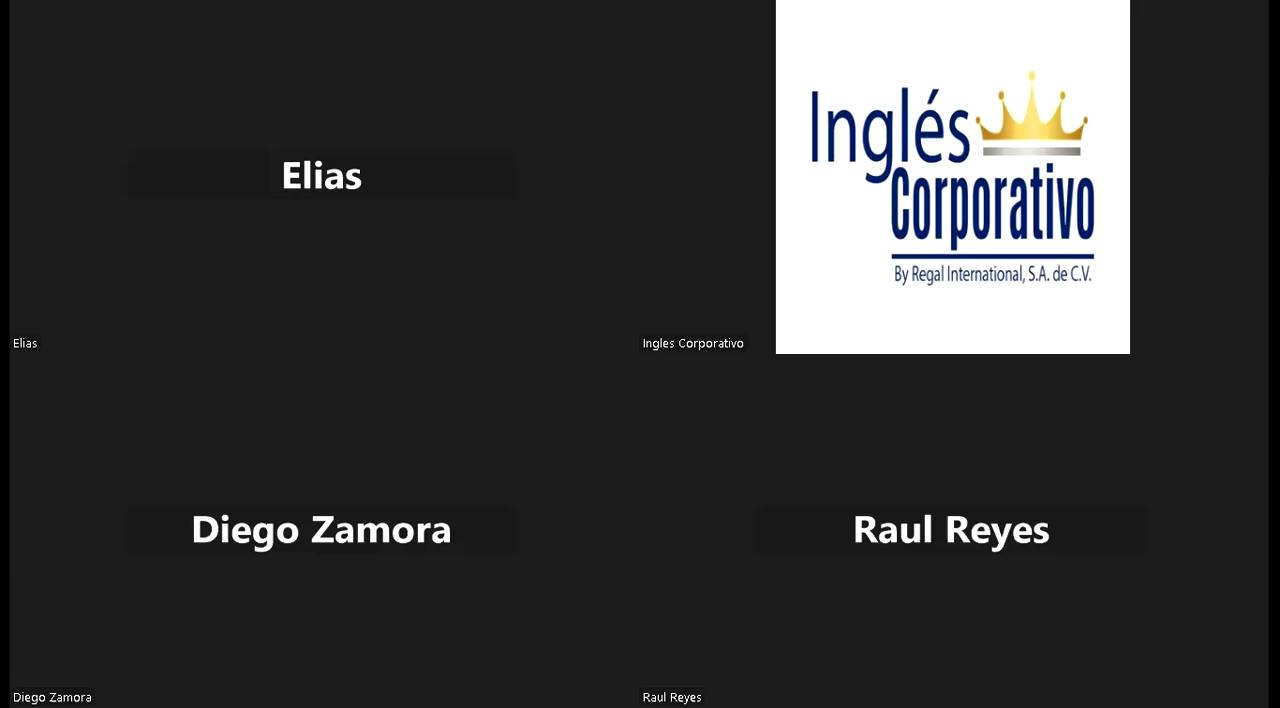 Elias
Elias
Inglés
Corporativo
By Regal International, S.A. de C.V.
Ingles Corporativo
Diego Zamora
Diego Zamora
Raul Reyes
Raul Reyes